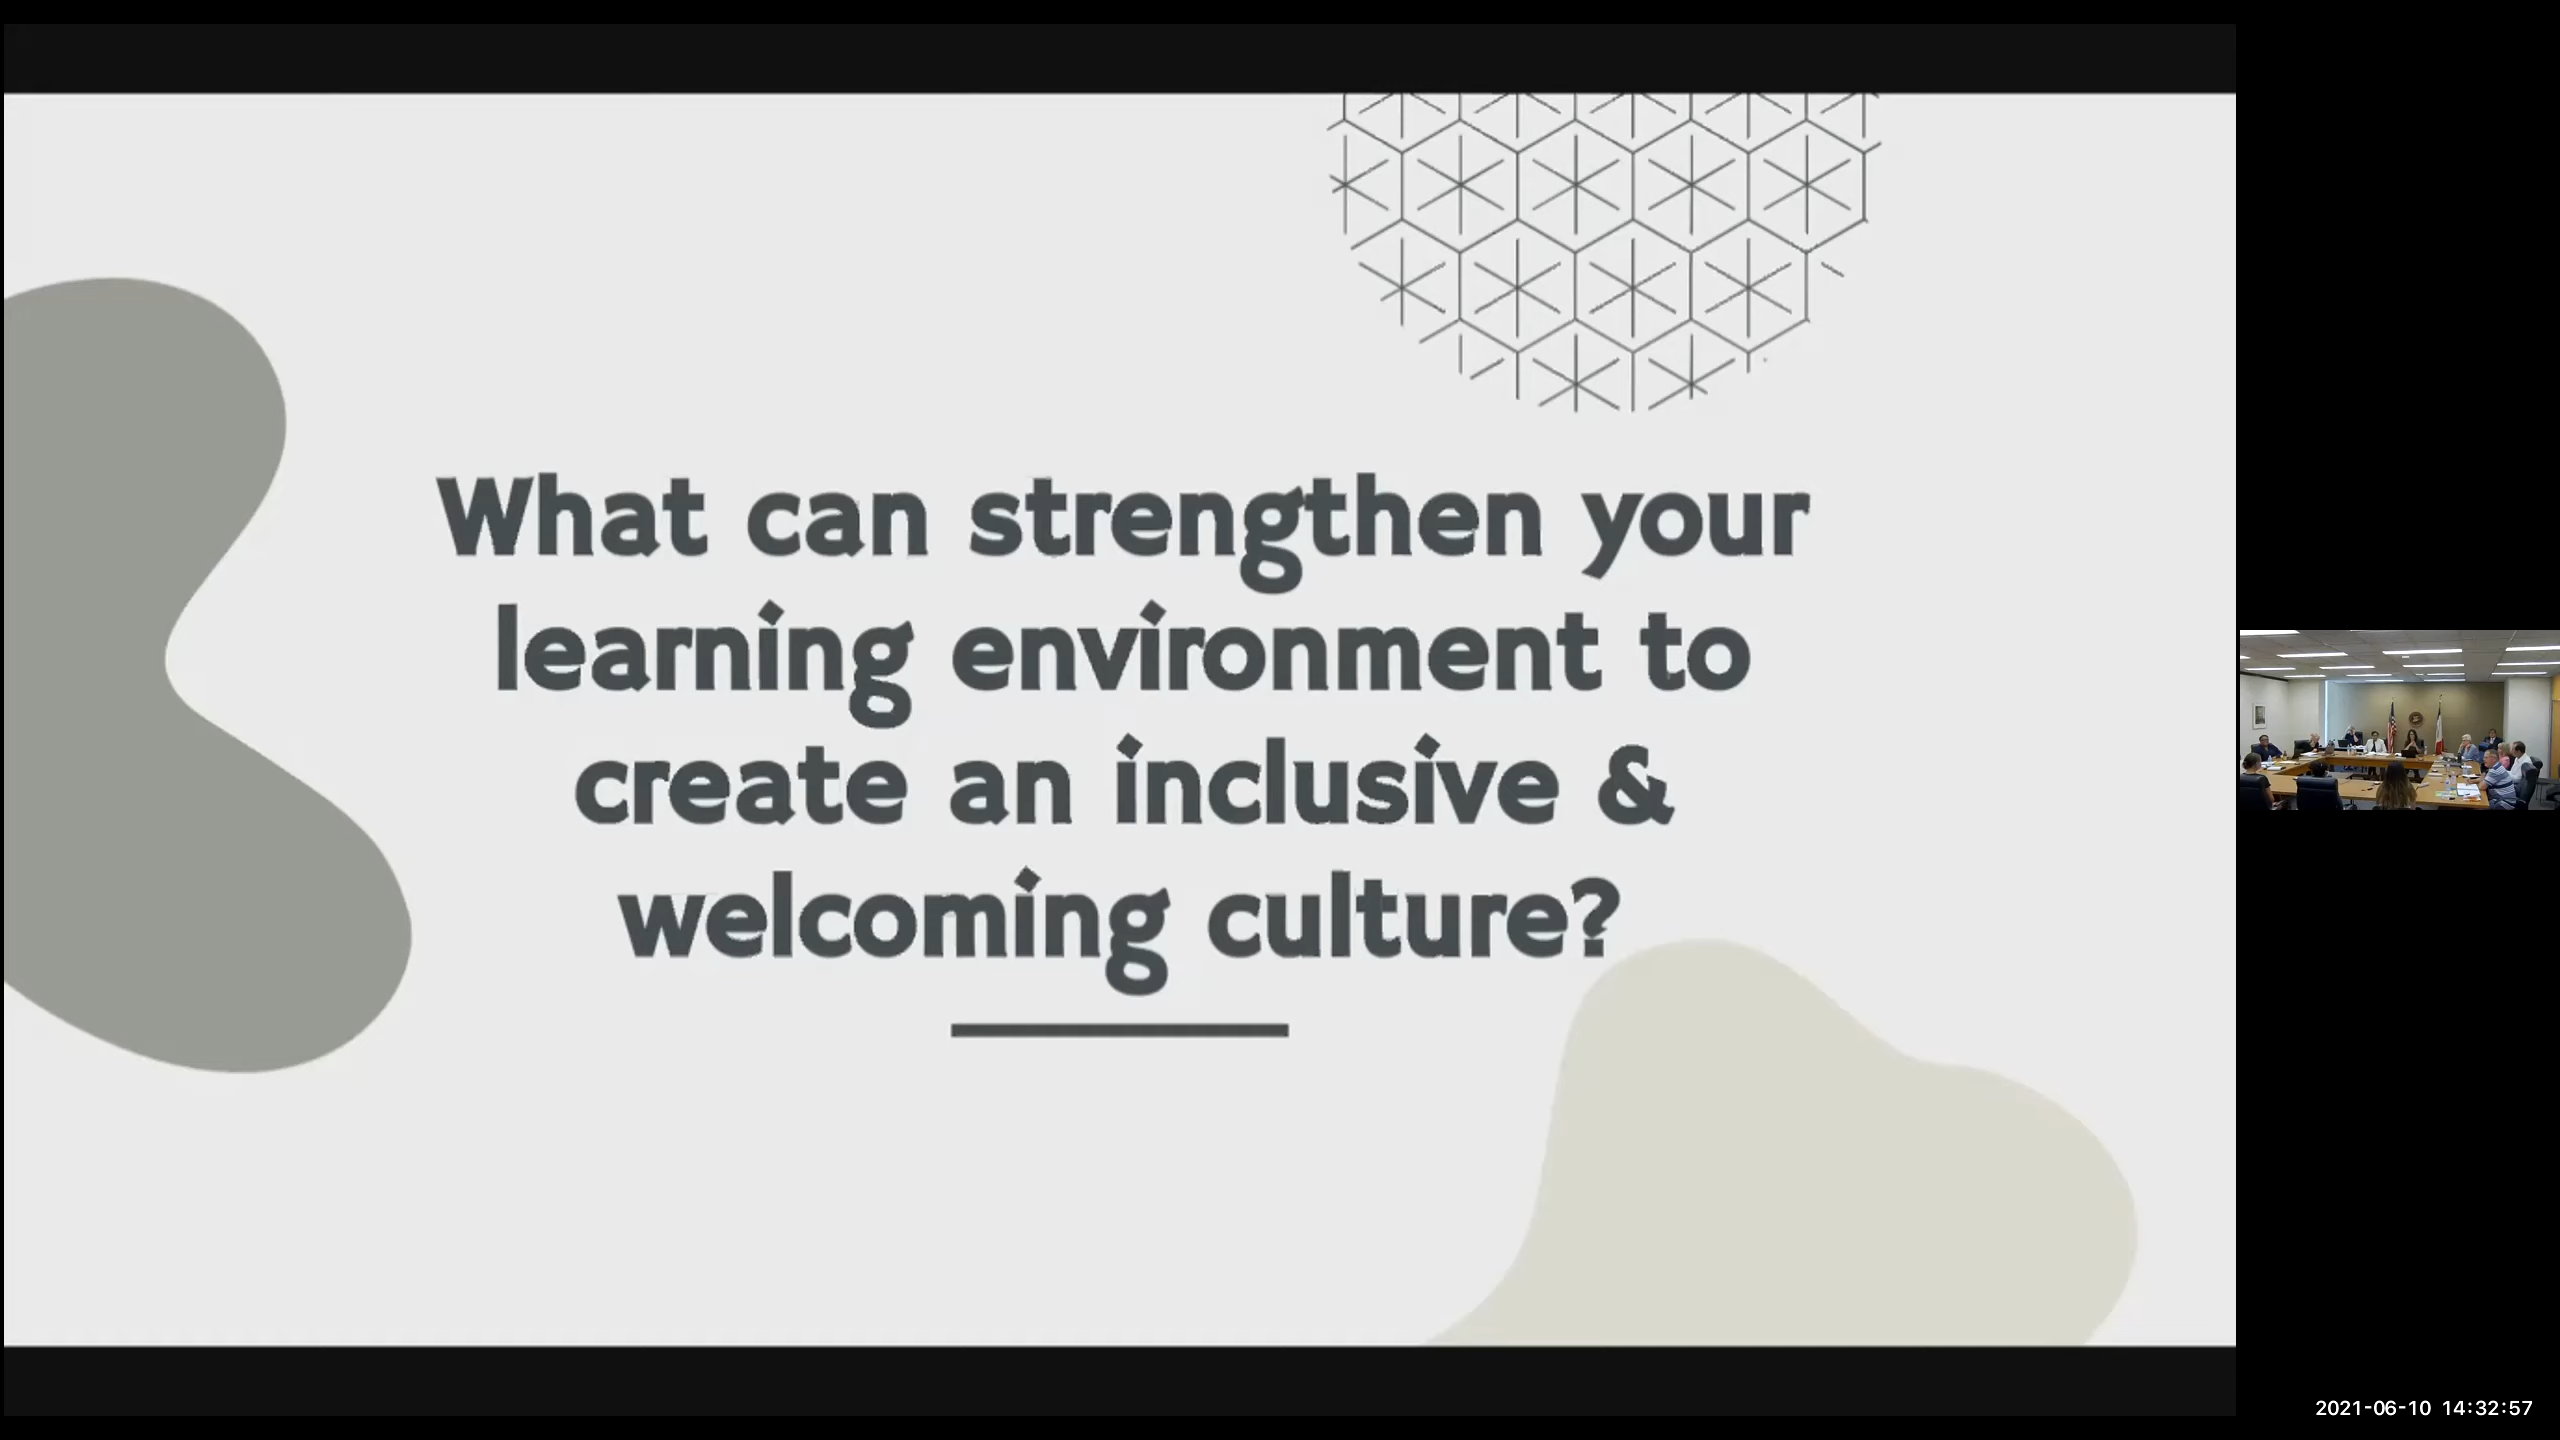 What can strengthen your
learning environment to
create an inclusive &
welcoming culture?
2021-06-10 14:32:57